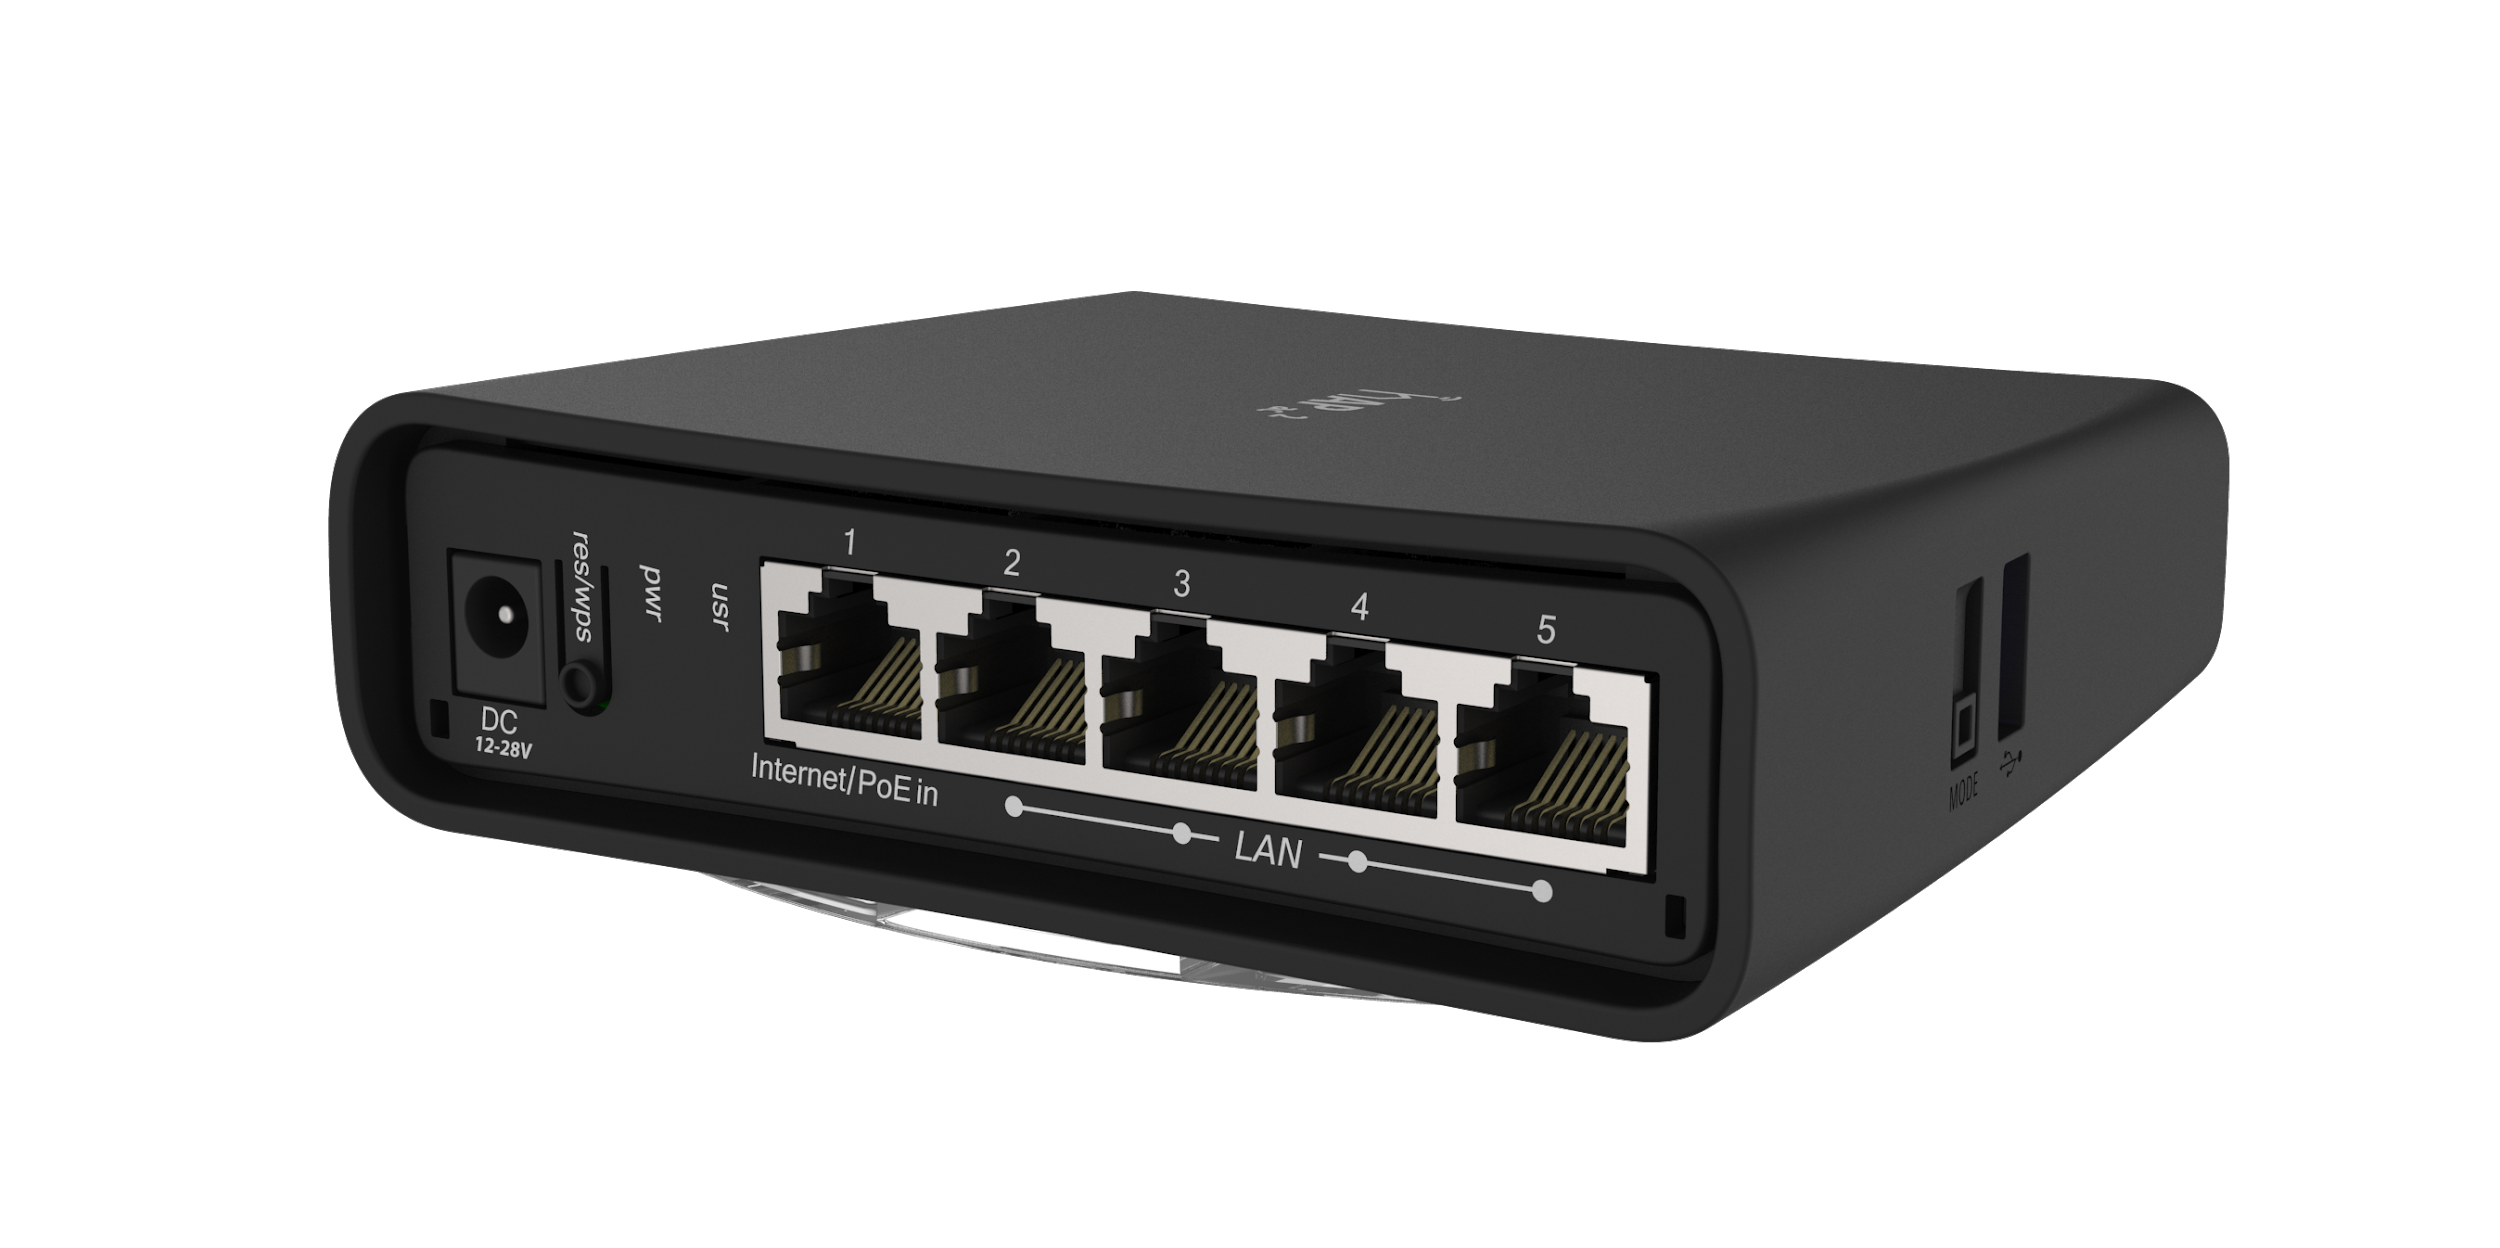 res/wps
pwr
usr
1
2
3
4
5
DC
12-28V
Internet/PoE in
LAN
MODE